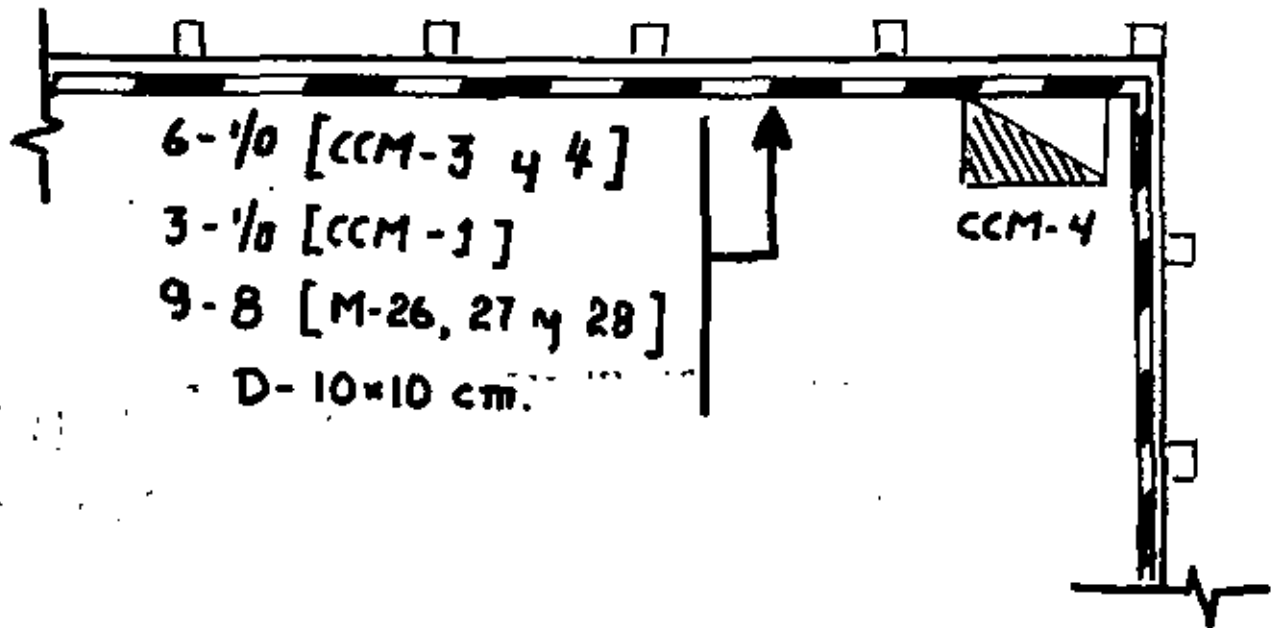 6-1/0 [CCM-3 y 4]
3-1/0 [CCM-1]
9-8 [M-26, 27 y 28]
D-10×10 cm.
CCM-4